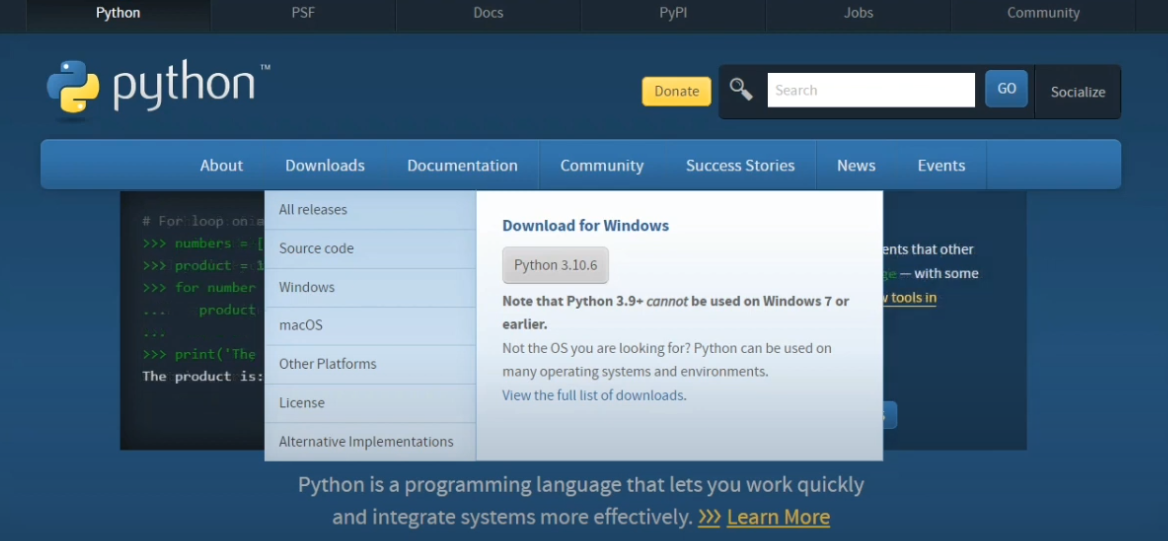 Python PSF Docs PyPI Jobs Community
python™
Donate Search GO Socialize
About Downloads Documentation Community Success Stories News Events
# For loop on a
>>> numbers = [
>>> product = 1
>>> for number
... product
...
>>> print('The
The product is:
All releases
Source code
Windows
macOS
Other Platforms
License
Alternative Implementations
Download for Windows
Python 3.10.6
Note that Python 3.9+ cannot be used on Windows 7 or
earlier.
Not the OS you are looking for? Python can be used on
many operating systems and environments.
View the full list of downloads.
that other
— with some
tools in
Python is a programming language that lets you work quickly
and integrate systems more effectively. >>> Learn More